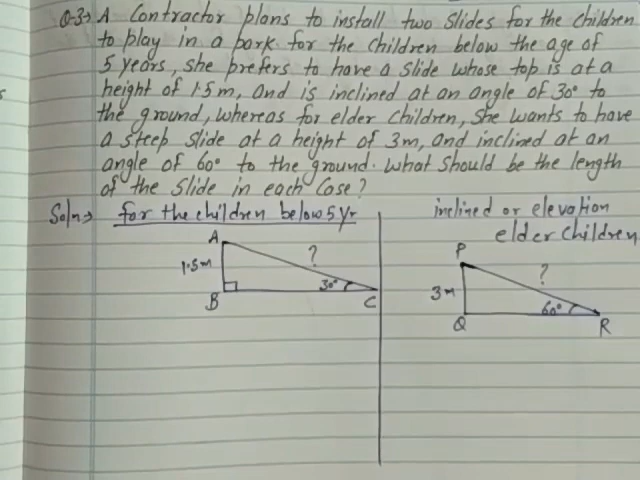 Q-3→ A Contractor plans to install two slides for the children
to play in a park for the children below the age of
5 years, she prefers to have a slide whose top is at a
height of 1.5m, and is inclined at an angle of 30° to
the ground, whereas for elder children, she wants to have
a steep slide at a height of 3m, and inclined at an
angle of 60° to the ground. what should be the length
of the slide in each case?
Soln→ for the children below 5 yr
inclined or elevation
elder children
A
1.5m
?
30°
B
C
P
3m
?
60°
Q
R